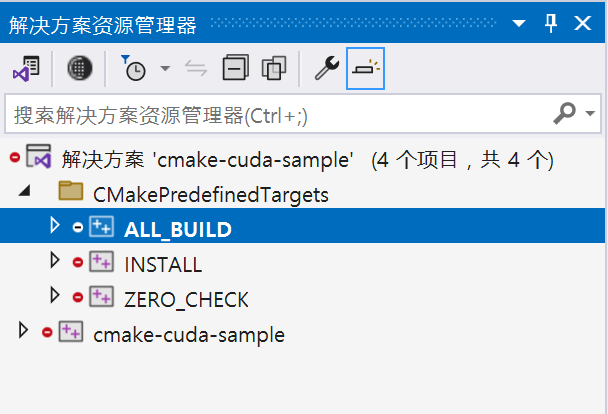 解决方案资源管理器
搜索解决方案资源管理器(Ctrl+;)
解决方案 'cmake-cuda-sample' (4 个项目，共 4 个)
CMakePredefinedTargets
ALL_BUILD
INSTALL
ZERO_CHECK
cmake-cuda-sample